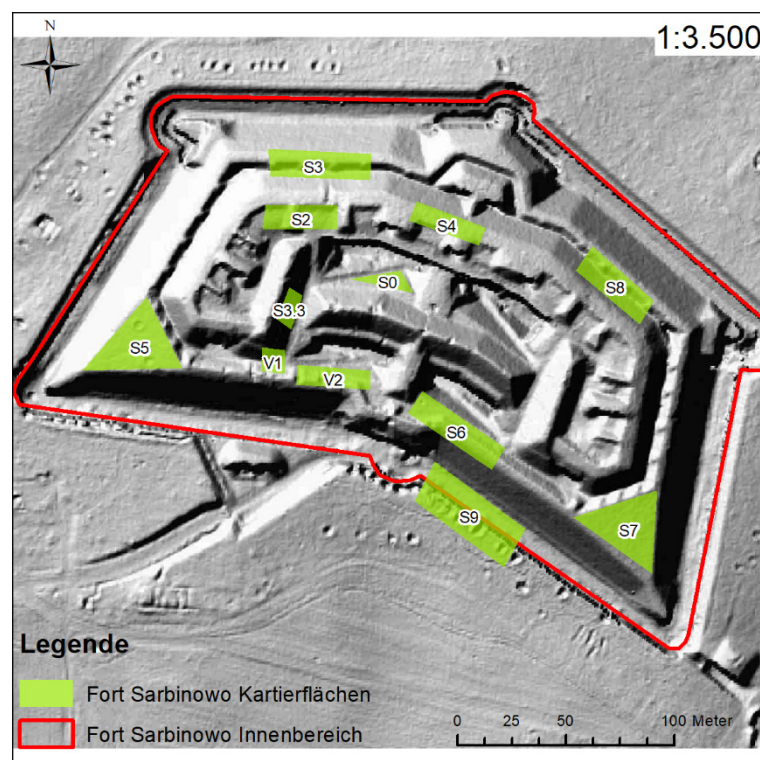 N
1:3.500
S3
S2
S4
S0
S8
S3.3
S5
V1
V2
S6
S9
S7
Legende
Fort Sarbinowo Kartierflächen
Fort Sarbinowo Innenbereich
0 25 50 100 Meter